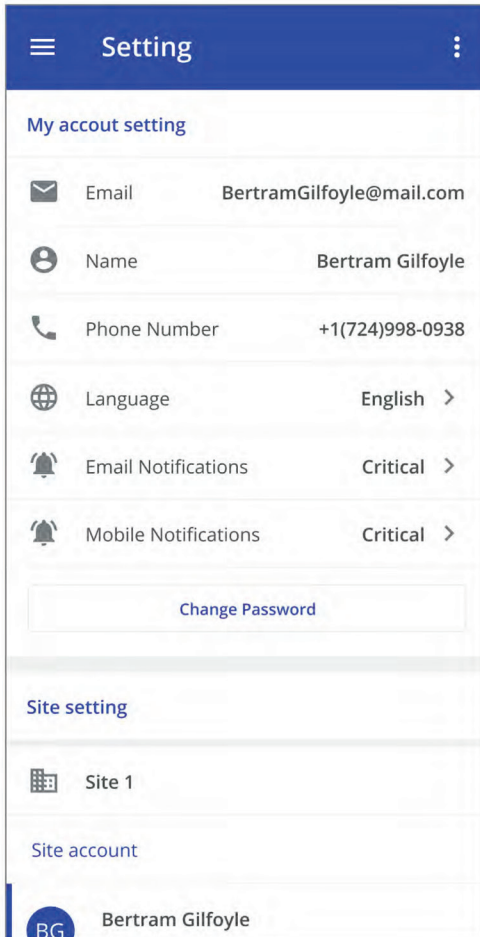 Setting
My accout setting
Email BertramGilfoyle@mail.com
Name Bertram Gilfoyle
Phone Number +1(724)998-0938
Language English >
Email Notifications Critical >
Mobile Notifications Critical >
Change Password
Site setting
Site 1
Site account
Bertram Gilfoyle
BG